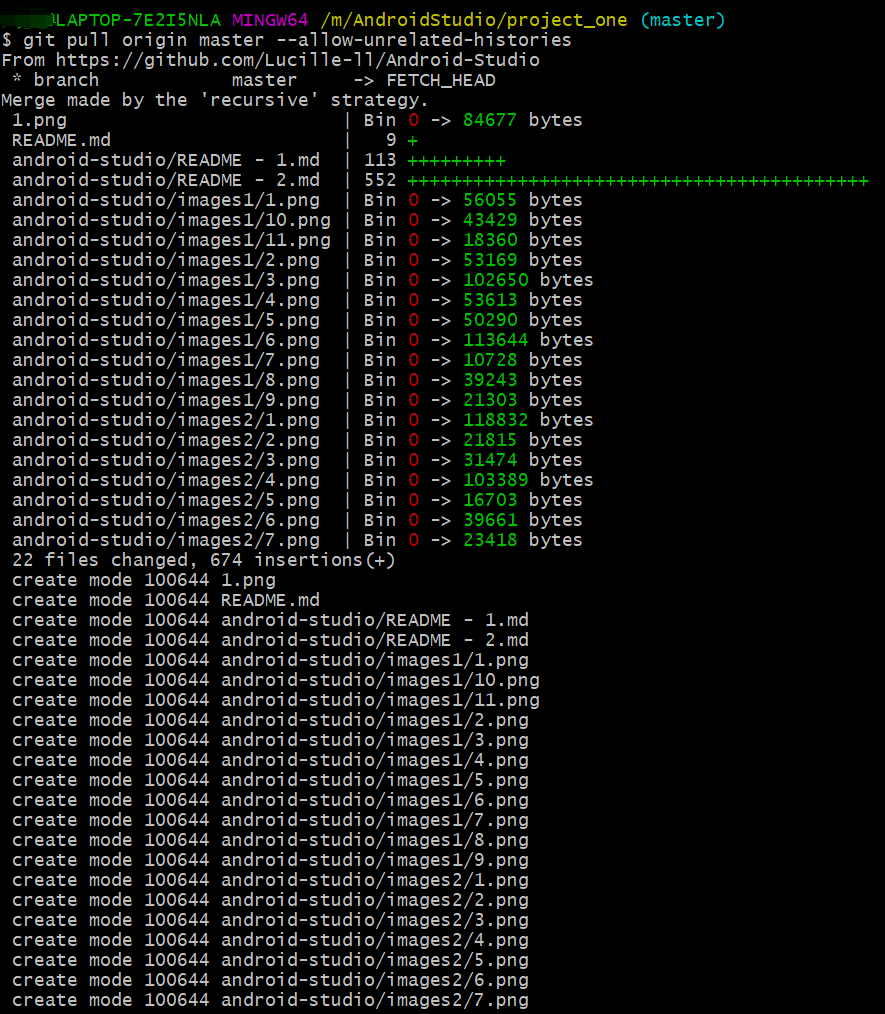 LAPTOP-7E2I5NLA MINGW64 /m/AndroidStudio/project_one (master)
$ git pull origin master --allow-unrelated-histories
From https://github.com/Lucille-ll/Android-Studio
 * branch            master     -> FETCH_HEAD
Merge made by the 'recursive' strategy.
 1.png                         | Bin 0 -> 84677 bytes
 README.md                     |   9 +
 android-studio/README - 1.md  | 113 +++++++++
 android-studio/README - 2.md  | 552 ++++++++++++++++++++++++++++++++++++++++++
 android-studio/images1/1.png  | Bin 0 -> 56055 bytes
 android-studio/images1/10.png | Bin 0 -> 43429 bytes
 android-studio/images1/11.png | Bin 0 -> 18360 bytes
 android-studio/images1/2.png  | Bin 0 -> 53169 bytes
 android-studio/images1/3.png  | Bin 0 -> 102650 bytes
 android-studio/images1/4.png  | Bin 0 -> 53613 bytes
 android-studio/images1/5.png  | Bin 0 -> 50290 bytes
 android-studio/images1/6.png  | Bin 0 -> 113644 bytes
 android-studio/images1/7.png  | Bin 0 -> 10728 bytes
 android-studio/images1/8.png  | Bin 0 -> 39243 bytes
 android-studio/images1/9.png  | Bin 0 -> 21303 bytes
 android-studio/images2/1.png  | Bin 0 -> 118832 bytes
 android-studio/images2/2.png  | Bin 0 -> 21815 bytes
 android-studio/images2/3.png  | Bin 0 -> 31474 bytes
 android-studio/images2/4.png  | Bin 0 -> 103389 bytes
 android-studio/images2/5.png  | Bin 0 -> 16703 bytes
 android-studio/images2/6.png  | Bin 0 -> 39661 bytes
 android-studio/images2/7.png  | Bin 0 -> 23418 bytes
 22 files changed, 674 insertions(+)
 create mode 100644 1.png
 create mode 100644 README.md
 create mode 100644 android-studio/README - 1.md
 create mode 100644 android-studio/README - 2.md
 create mode 100644 android-studio/images1/1.png
 create mode 100644 android-studio/images1/10.png
 create mode 100644 android-studio/images1/11.png
 create mode 100644 android-studio/images1/2.png
 create mode 100644 android-studio/images1/3.png
 create mode 100644 android-studio/images1/4.png
 create mode 100644 android-studio/images1/5.png
 create mode 100644 android-studio/images1/6.png
 create mode 100644 android-studio/images1/7.png
 create mode 100644 android-studio/images1/8.png
 create mode 100644 android-studio/images1/9.png
 create mode 100644 android-studio/images2/1.png
 create mode 100644 android-studio/images2/2.png
 create mode 100644 android-studio/images2/3.png
 create mode 100644 android-studio/images2/4.png
 create mode 100644 android-studio/images2/5.png
 create mode 100644 android-studio/images2/6.png
 create mode 100644 android-studio/images2/7.png